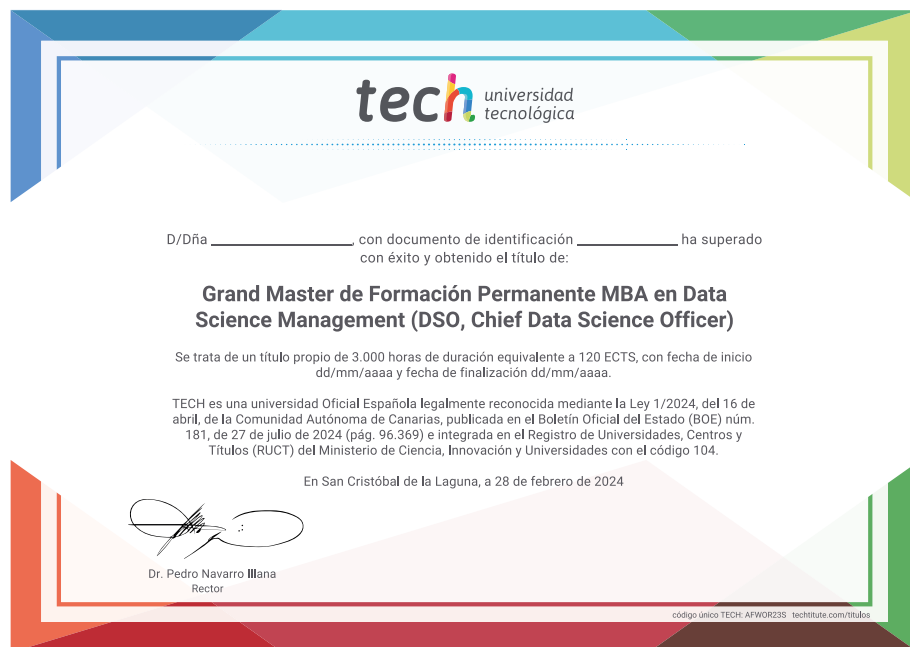 tech universidad
tecnológica
D/Dña ____________, con documento de identificación ____________ ha superado
con éxito y obtenido el título de:
Grand Master de Formación Permanente MBA en Data
Science Management (DSO, Chief Data Science Officer)
Se trata de un título propio de 3.000 horas de duración equivalente a 120 ECTS, con fecha de inicio
dd/mm/aaaa y fecha de finalización dd/mm/aaaa.
TECH es una universidad Oficial Española legalmente reconocida mediante la Ley 1/2024, del 16 de
abril, de la Comunidad Autónoma de Canarias, publicada en el Boletín Oficial del Estado (BOE) núm.
181, de 27 de julio de 2024 (pág. 96.369) e integrada en el Registro de Universidades, Centros y
Títulos (RUCT) del Ministerio de Ciencia, Innovación y Universidades con el código 104.
En San Cristóbal de la Laguna, a 28 de febrero de 2024
Dr. Pedro Navarro Illana
Rector
código único TECH: AFWOR23S techtitute.com/titulos